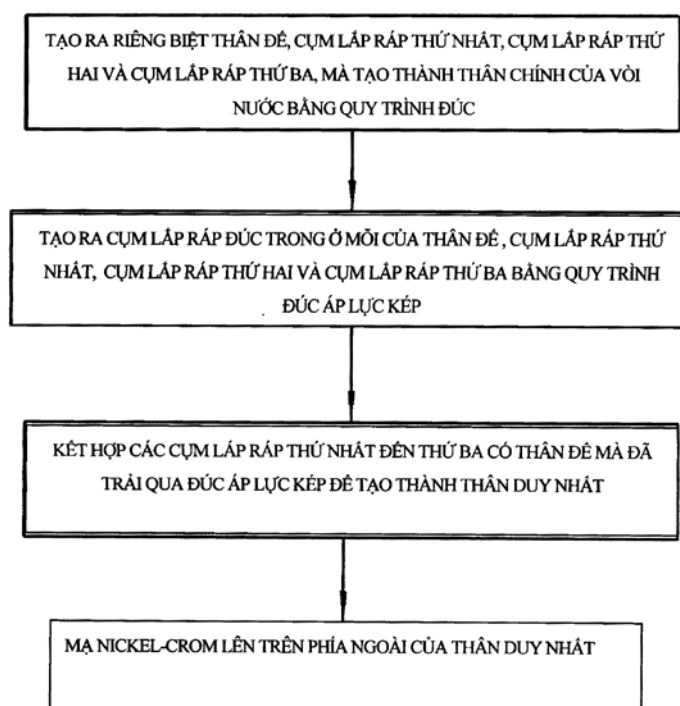 TẠO RA RIÊNG BIỆT THÂN ĐẾ, CỤM LẮP RÁP THỨ NHẤT, CỤM LẮP RÁP THỨ
HAI VÀ CỤM LẮP RÁP THỨ BA, MÀ TẠO THÀNH THÂN CHÍNH CỦA VÒI
NƯỚC BẰNG QUY TRÌNH ĐÚC
TẠO RA CỤM LẮP RÁP ĐÚC TRONG Ở MỖI CỦA THÂN ĐẾ , CỤM LẮP RÁP THỨ
NHẤT, CỤM LẮP RÁP THỨ HAI VÀ CỤM LẮP RÁP THỨ BA BẰNG QUY TRÌNH
ĐÚC ÁP LỰC KÉP
KẾT HỢP CÁC CỤM LẮP RÁP THỨ NHẤT ĐẾN THỨ BA CÓ THÂN ĐẾ MÀ ĐÃ
TRẢI QUA ĐÚC ÁP LỰC KÉP ĐỂ TẠO THÀNH THÂN DUY NHẤT
MẠ NICKEL-CROM LÊN TRÊN PHÍA NGOÀI CỦA THÂN DUY NHẤT